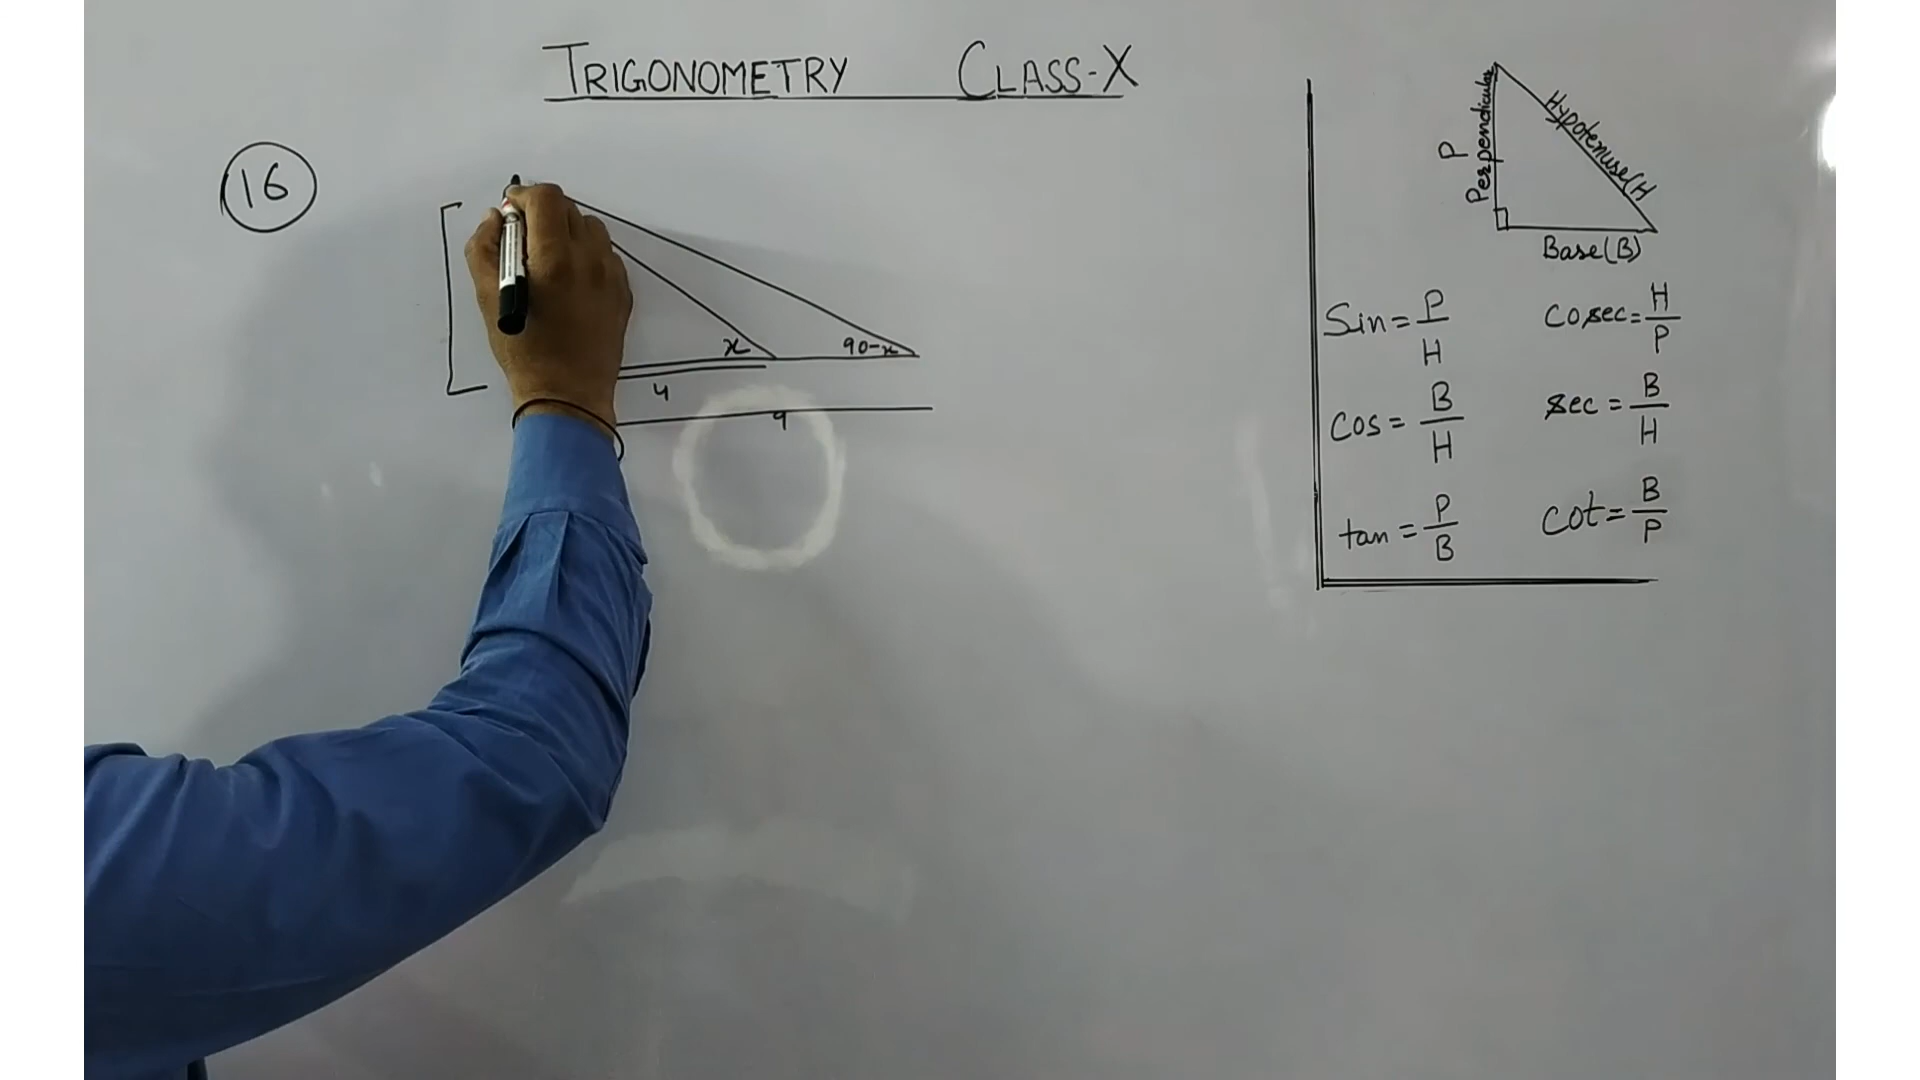 TRIGONOMETRY CLASS-X
16
x
90-x
4
9
P
Perpendicular
Hypotenuse(H
Base(B)
Sin = P/H
Cosec = H/P
Cos = B/H
Sec = B/H
tan = P/B
Cot = B/P